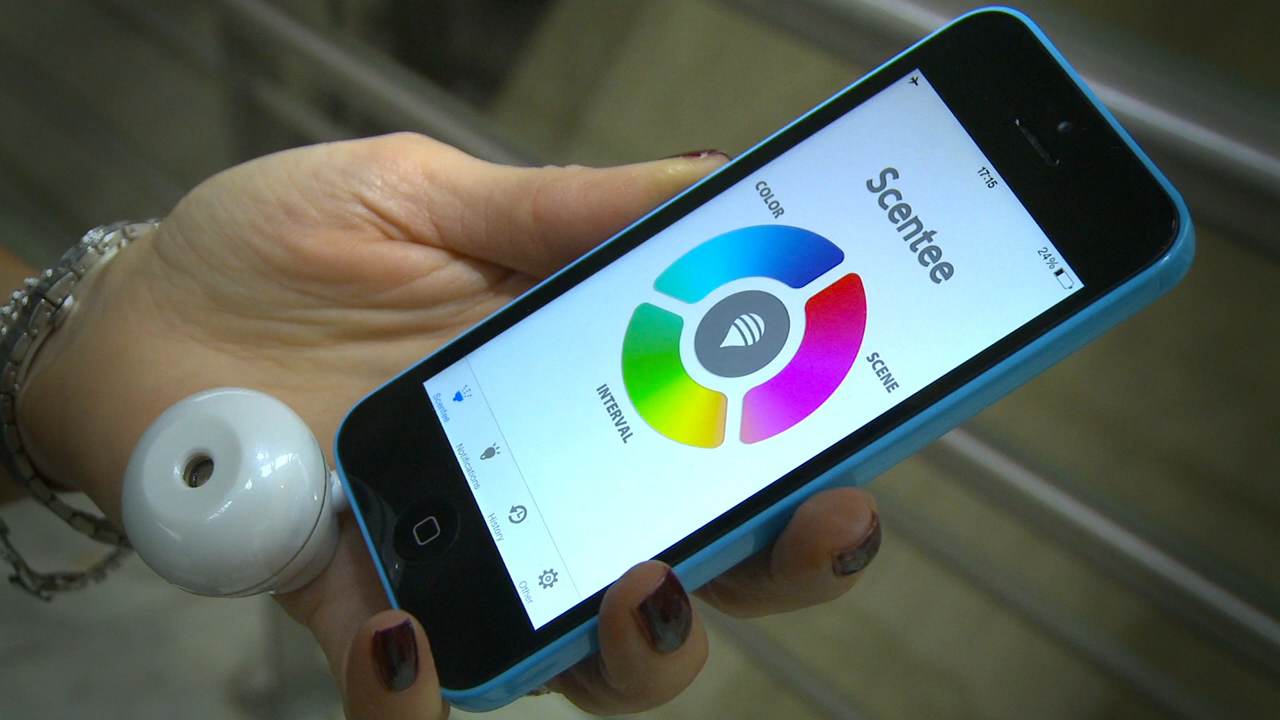 17:15
24%
Scentee
COLOR
SCENE
INTERVAL
Scentee
Notifications
History
Other